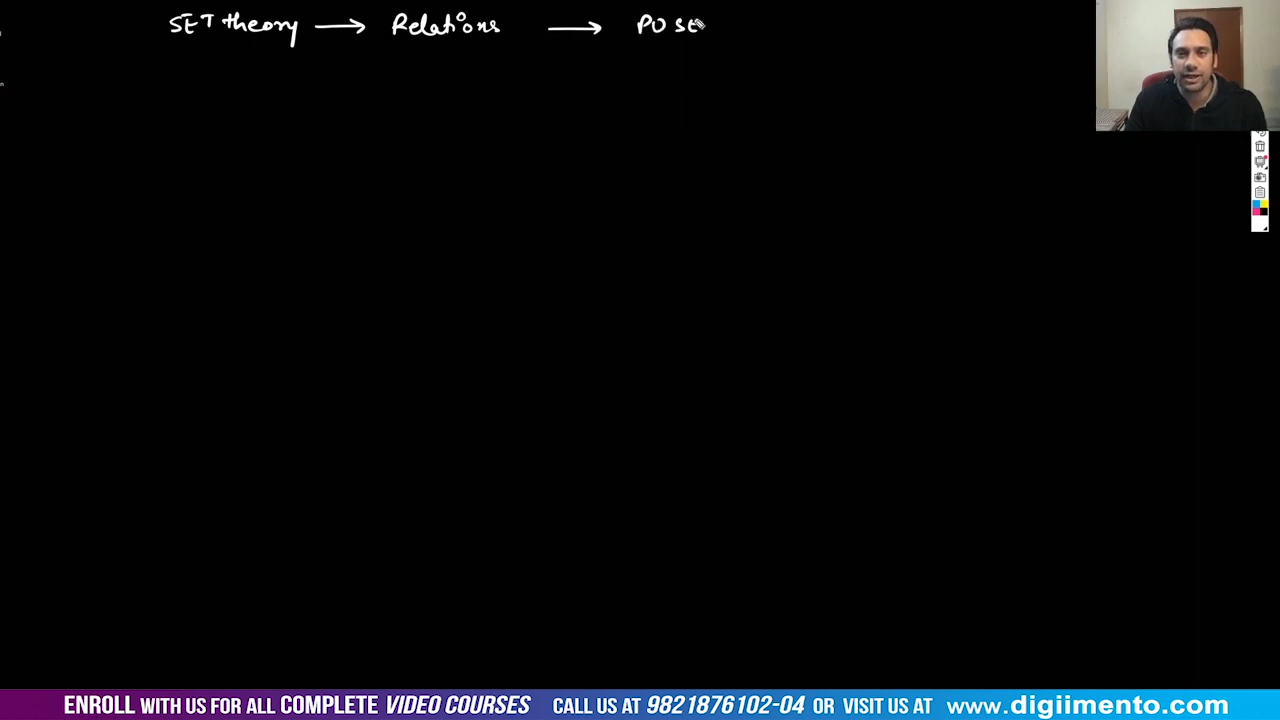 SET theory → Relations → POSE
ENROLL WITH US FOR ALL COMPLETE VIDEO COURSES CALL US AT 9821876102-04 OR VISIT US AT www.digiimento.com